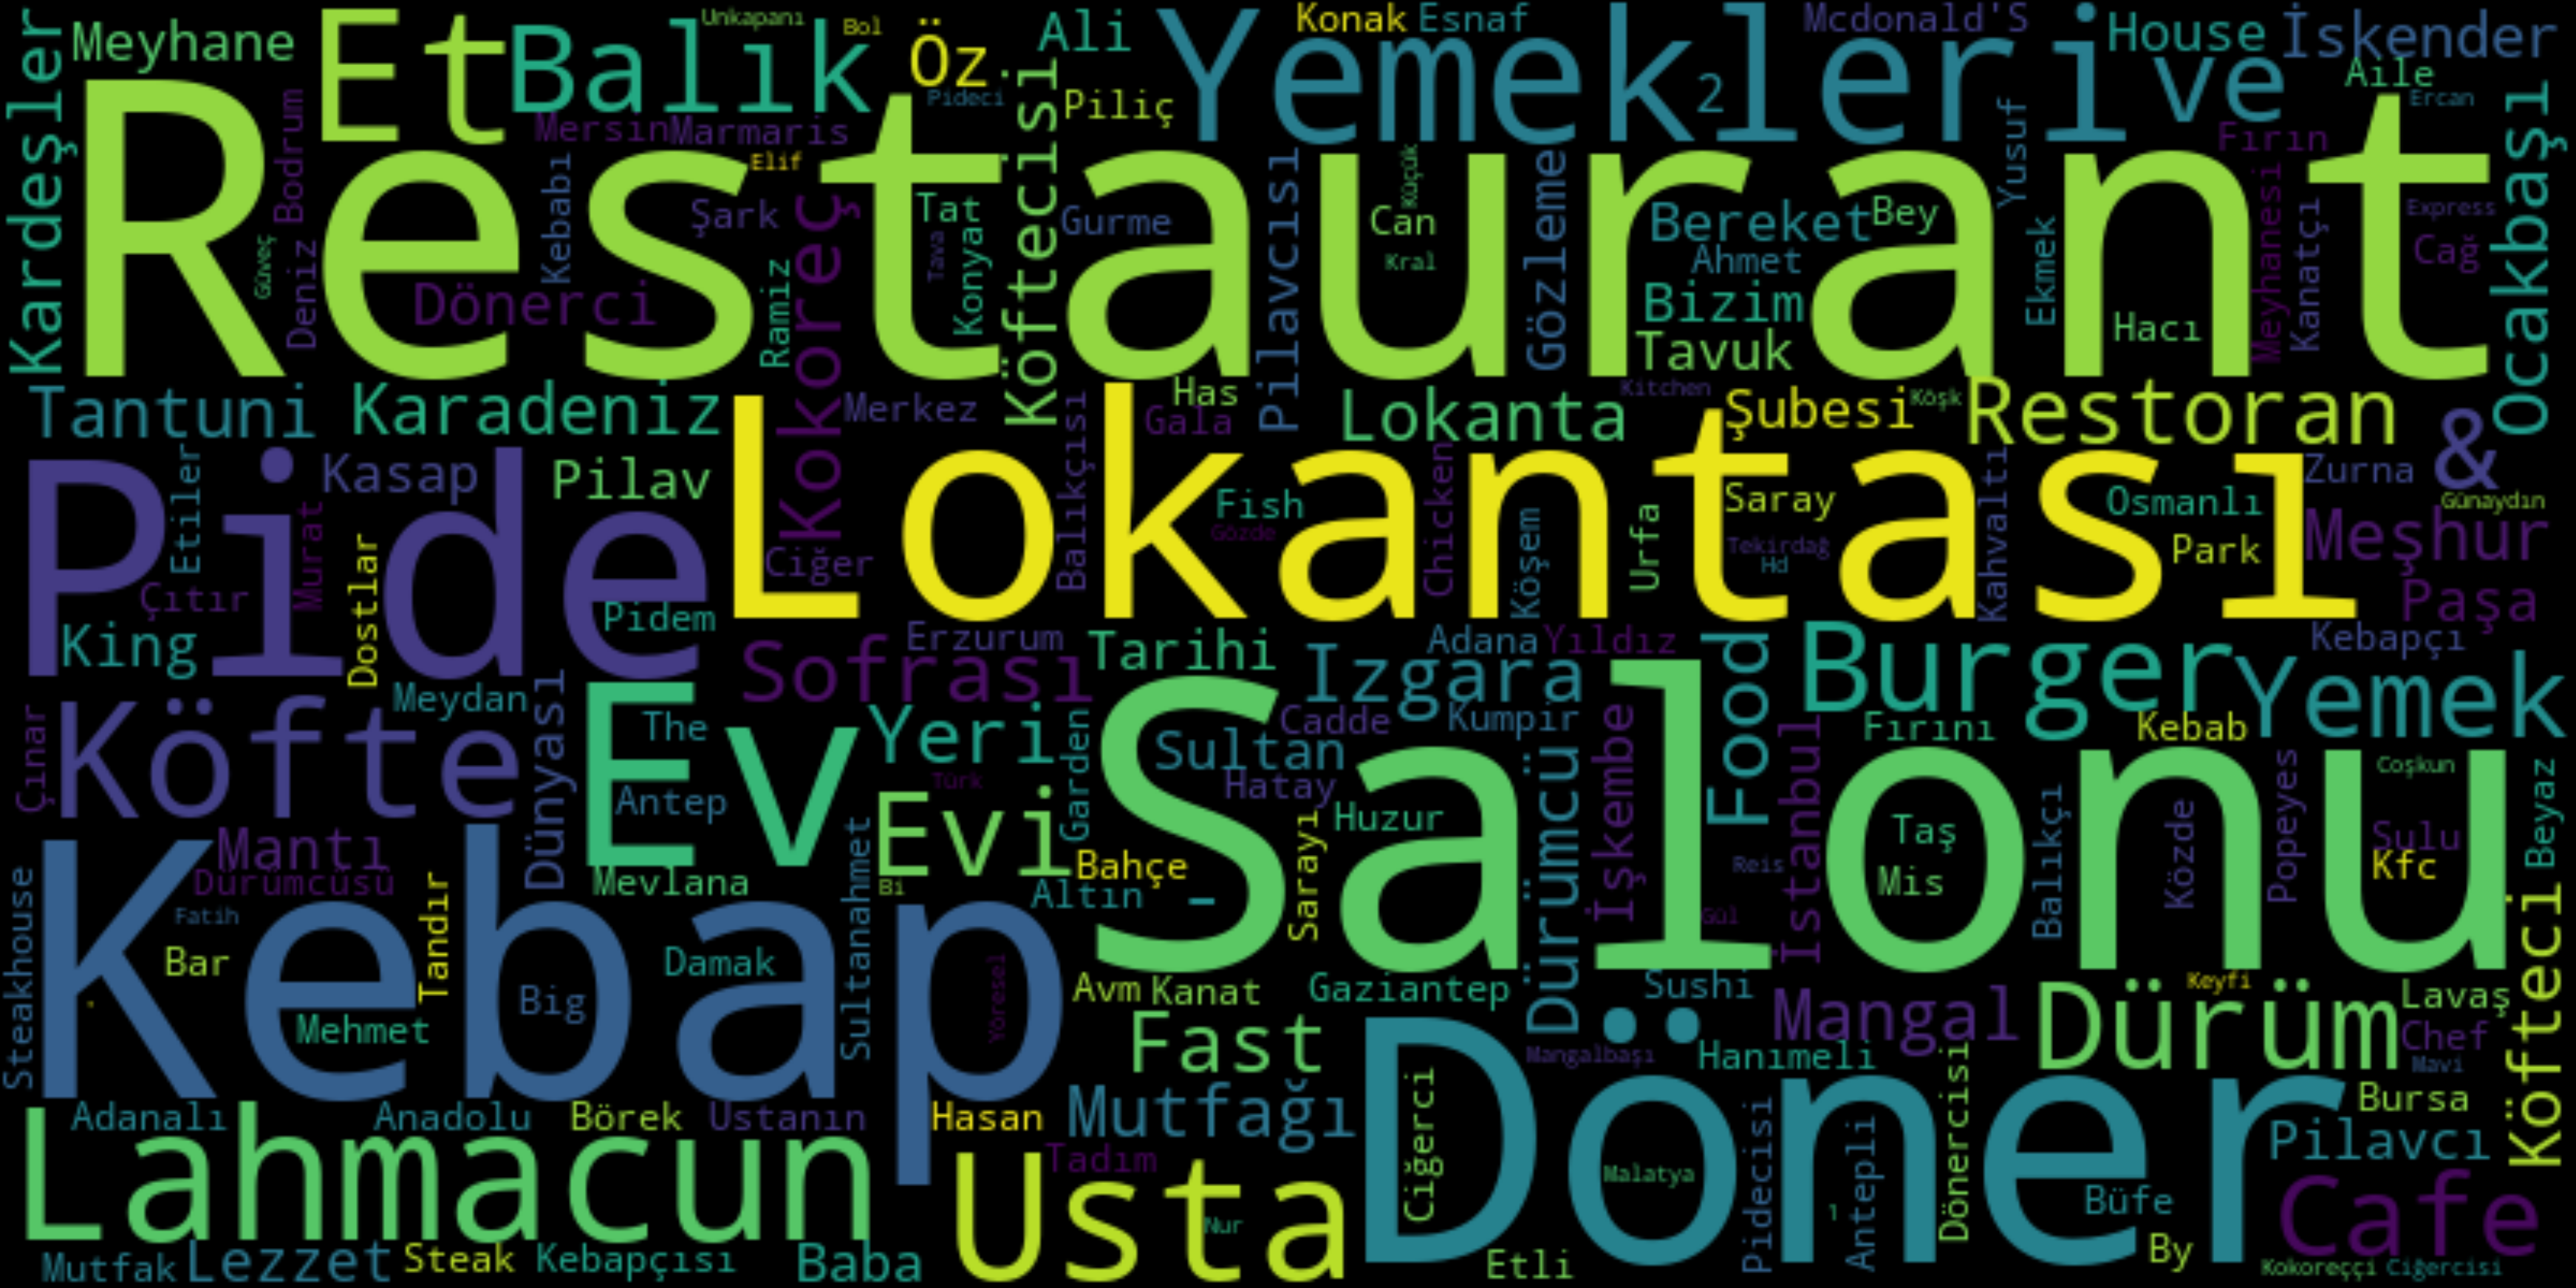 Kardeşler
Meyhane
Et
Balık
Unkapanı
Bol
Öz
Ali
Yemekleri
Konak
Esnaf
Mcdonald'S
House
İskender
ve
Aile
Ercan
Restaurant
Bodrum
Mersin
Marmaris
Elif
Pideci
Köftecisi
Piliç
2
Yusuf
Fırın
Ocakbaşı
Güveç
Deniz
Kebabı
Dönerci
Şark
Ramiz
Kokoreç
Tat
Tava
Konyalı
Gurme
Pilavcısı
Küçük
Can
Kral
Gözleme
Bereket
Bey
Ahmet
Bizim
Tavuk
Ekmek
Hacı
Meyhanesi
Kanatçı
Express
Cağ
Tantuni
Karadeniz
Merkez
Has
Gala
Lokanta
Kitchen
Şubesi
Köşk
Restoran
&
Pide
Etiler
Murat
Kasap
Pilav
Lokantası
Balıkçısı
Fish
Gözde
Chicken
Köşem
Urfa
Saray
Tekirdağ
Hd
Kahvaltı
Osmanlı
Park
Zurna
Günaydın
Meşhur
Paşa
Çıtır
Dostlar
Pidem
Ciğer
King
Meydan
Sofrası
Erzurum
Tarihi
Izgara
Adana
Yıldız
Food
Burger
Kebapçı
Yemek
Çınar
Köfte
Dünyası
Ev
The
Antep
Yeri
Türk
Garden
Evi
Bi
Salonu
Sultan
Cadde
Kumpir
Hatay
Huzur
Dürümcü
İşkembe
İstanbul
Reis
Gül
Fırını
Kebab
Taş
Mis
Balıkçı
Közde
Popeyes
Coşkun
Sulu
Kfc
Beyaz
Mantı
Dürümcüsü
Mevlana
Bahçe
Altın
-
Sarayı
Steakhouse
Kebap
Fatih
Bar
Tandır
Mehmet
Big
Damak
Sultanahmet
Yöresel
Avm
Kanat
Gaziantep
Sushi
Mangal
Dürüm
Keyfi
Lavaş
Chef
Mavi
Köfteci
Fast
Mangalbaşı
Hanımeli
Döner
Adanalı
Anadolu
Börek
Ustanın
Hasan
Mutfağı
Ciğerci
Malatya
Pidecisi
1
Antepli
Dönercisi
Bursa
Pilavcı
Lahmacun
Usta
Tadım
Nur
Büfe
Cafe
Mutfak
Lezzet
Steak
Kebapçısı
Baba
Etli
By
Kokoreççi
Ciğercisi